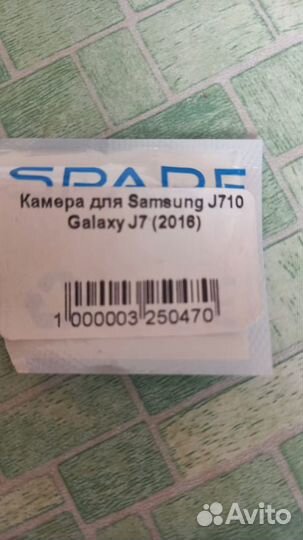 SPARE
Камера для Samsung J710
Galaxy J7 (2016)
1 000003 250470
Avito